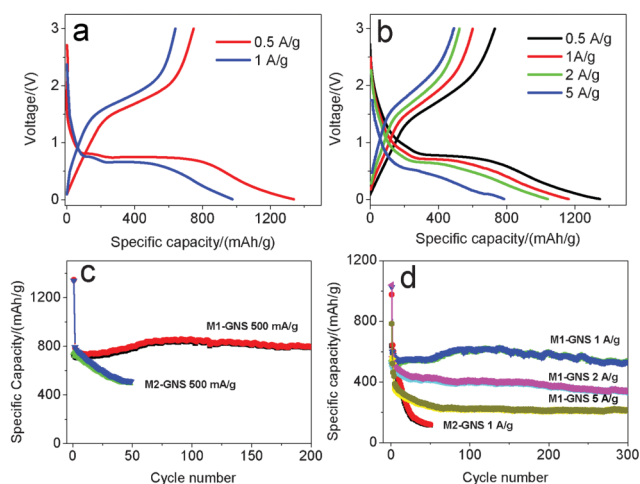 a
0.5 A/g
1 A/g
3
2
1
0
Voltage/(V)
0 400 800 1200
Specific capacity/(mAh/g)
b
0.5 A/g
1A/g
2 A/g
5 A/g
3
2
1
0
Voltage/(V)
0 400 800 1200
Specific capacity/(mAh/g)
c
1200
900
600
300
0
Specific Capacity/(mAh/g)
M1-GNS 500 mA/g
M2-GNS 500 mA/g
0 50 100 150 200
Cycle number
d
1200
800
400
0
Specific Capacity/(mAh/g)
M1-GNS 1 A/g
M1-GNS 2 A/g
M1-GNS 5 A/g
M2-GNS 1 A/g
0 100 200 300
Cycle number